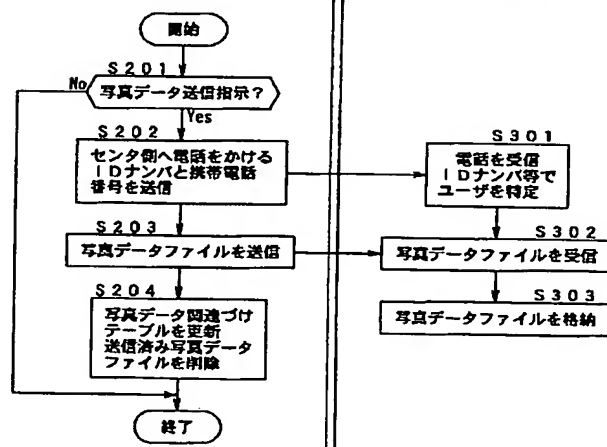 開始
S201
No
写真データ送信指示?
Yes
S202
センタ側へ電話をかける
IDナンバと携帯電話
番号を送信
S203
写真データファイルを送信
S204
写真データ関連づけ
テーブルを更新
送信済み写真データ
ファイルを削除
終了
S301
電話を受信
IDナンバ等で
ユーザを特定
S302
写真データファイルを受信
S303
写真データファイルを格納